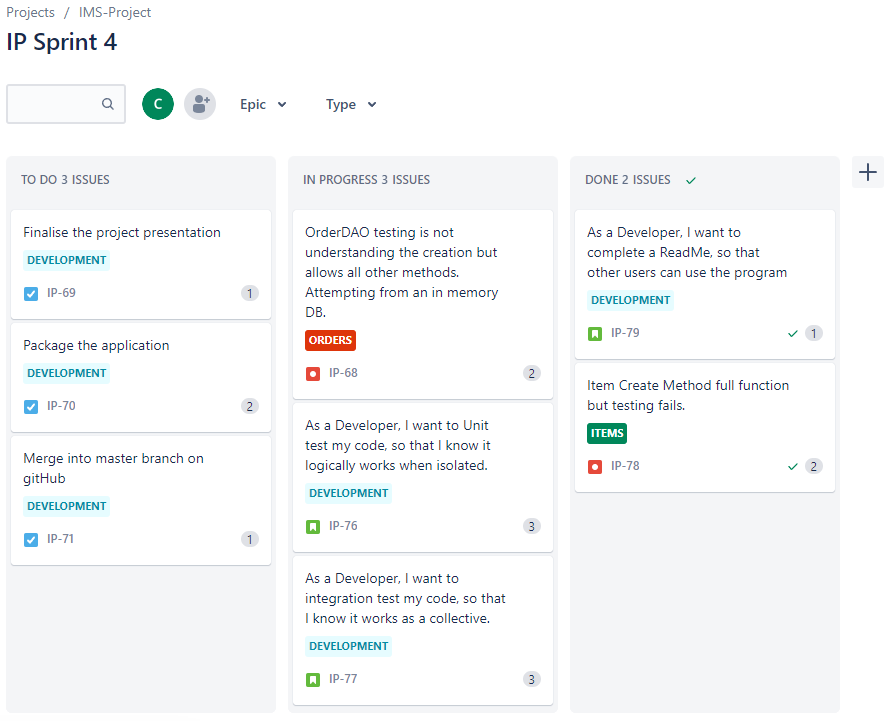 Projects / IMS-Project
IP Sprint 4
C
Epic
Type
TO DO 3 ISSUES
Finalise the project presentation
DEVELOPMENT
IP-69
1
Package the application
DEVELOPMENT
IP-70
2
Merge into master branch on
gitHub
DEVELOPMENT
IP-71
1
IN PROGRESS 3 ISSUES
OrderDAO testing is not
understanding the creation but
allows all other methods.
Attempting from an in memory
DB.
ORDERS
IP-68
2
As a Developer, I want to Unit
test my code, so that I know it
logically works when isolated.
DEVELOPMENT
IP-76
3
As a Developer, I want to
integration test my code, so that
I know it works as a collective.
DEVELOPMENT
IP-77
3
DONE 2 ISSUES
As a Developer, I want to
complete a ReadMe, so that
other users can use the program
DEVELOPMENT
IP-79
1
Item Create Method full function
but testing fails.
ITEMS
IP-78
2